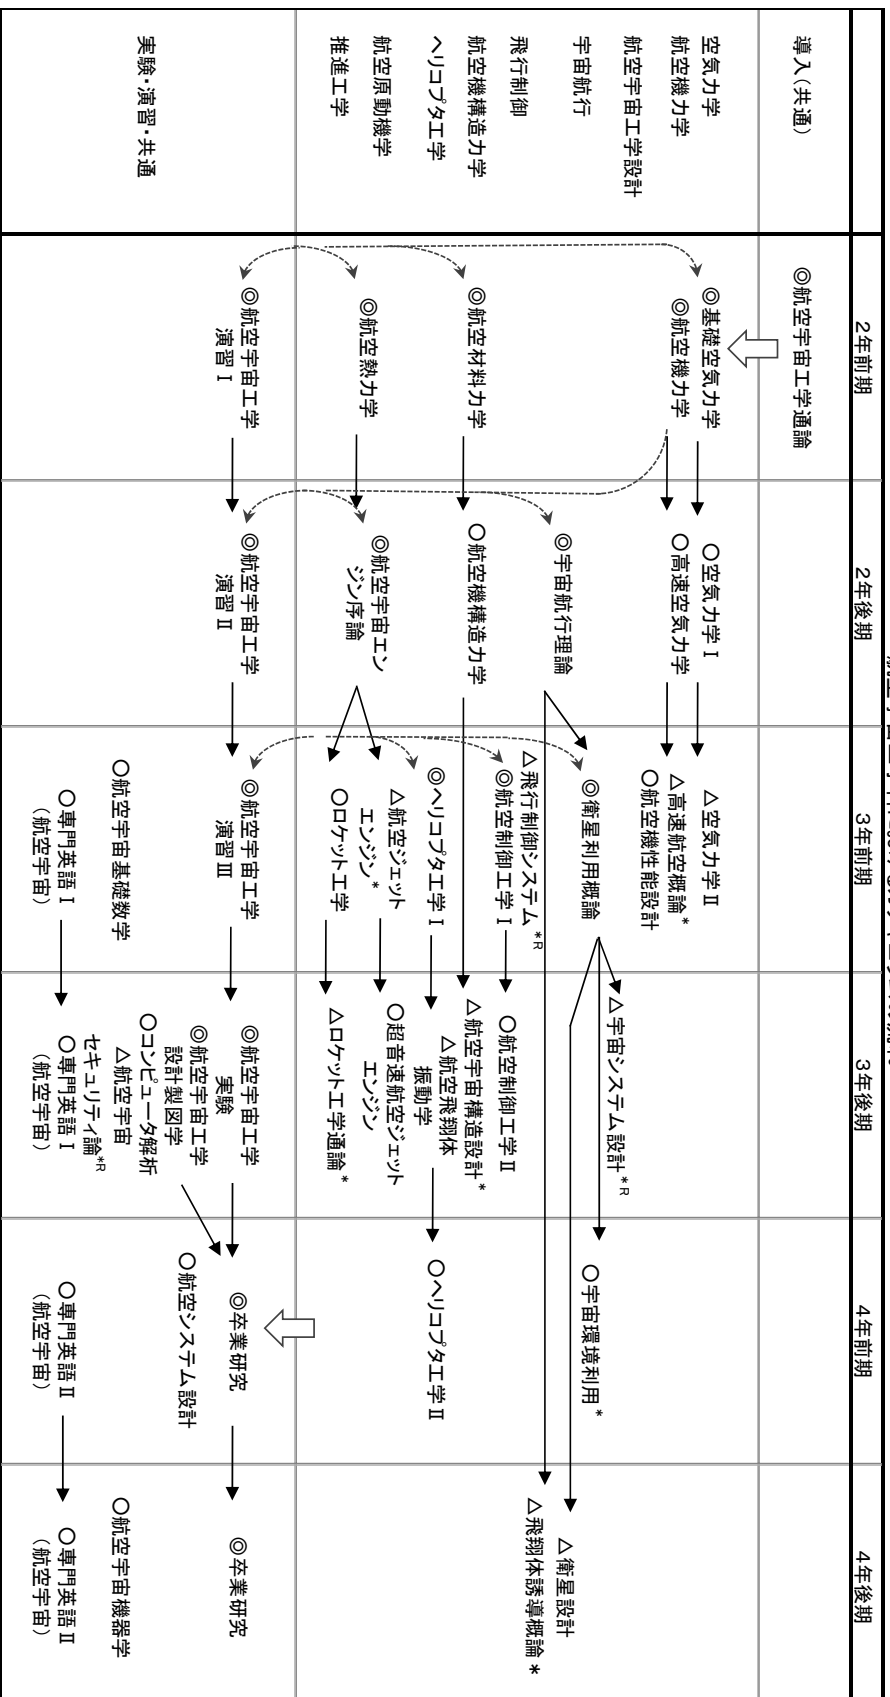 2年前期
2年後期
3年前期
3年後期
4年前期
4年後期
導入(共通)
◎航空宇宙工学通論
空気力学
航空機力学
航空宇宙工学設計
宇宙航行
飛行制御
航空機構造力学
ヘリコプタ工学
航空原動機学
推進工学
◎基礎空気力学
◎航空機力学
◎航空材料力学
◎航空熱力学
○空気力学Ⅰ
○高速空気力学
◎宇宙航行理論
○航空機構造力学
◎航空宇宙エン
ジン序論
△空気力学Ⅱ
△高速航空概論*
○航空機性能設計
◎衛星利用概論
△飛行制御システム*R
◎航空制御工学Ⅰ
◎ヘリコプタ工学Ⅰ
△航空ジェット
エンジン*
○ロケット工学
△宇宙システム設計*R
○航空制御工学Ⅱ
△航空宇宙構造設計*
△航空飛翔体
振動学
○超音速航空ジェット
エンジン
△ロケット工学通論*
○宇宙環境利用*
○ヘリコプタ工学Ⅱ
△衛星設計
△飛翔体誘導概論*
実験・演習・共通
◎航空宇宙工学
演習Ⅰ
◎航空宇宙工学
演習Ⅱ
◎航空宇宙工学
演習Ⅲ
○航空宇宙基礎数学
○専門英語Ⅰ
(航空宇宙)
◎航空宇宙工学
実験
◎航空宇宙工学
設計製図学
○コンピュータ解析
△航空宇宙
セキュリティ論*R
○専門英語Ⅰ
(航空宇宙)
◎卒業研究
○航空システム設計
○専門英語Ⅱ
(航空宇宙)
◎卒業研究
○航空宇宙機器学
○専門英語Ⅱ
(航空宇宙)